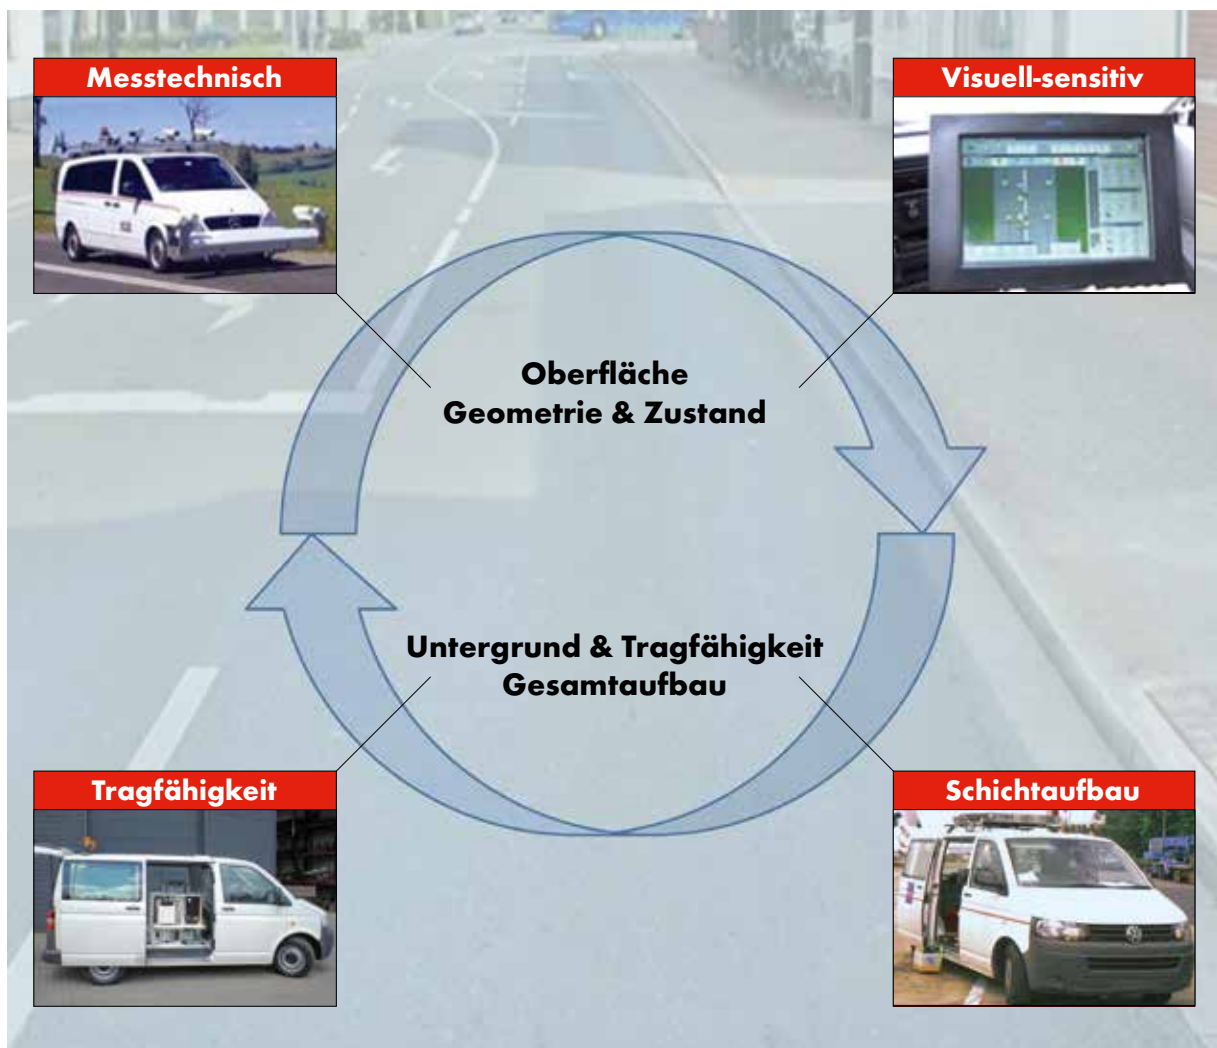 Messtechnisch
Visuell-sensitiv
Oberfläche
Geometrie & Zustand
Untergrund & Tragfähigkeit
Gesamtaufbau
Tragfähigkeit
Schichtaufbau